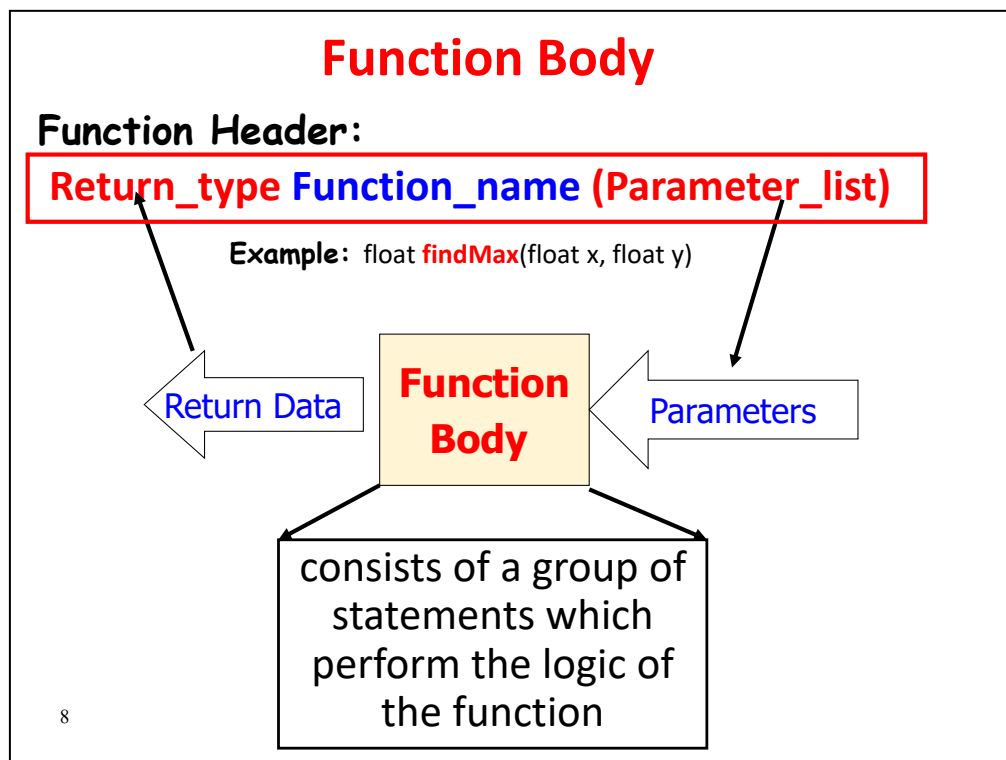 Function Body
Function Header:
Return_type Function_name (Parameter_list)
Example: float findMax(float x, float y)
Return Data
Function
Body
Parameters
consists of a group of
statements which
perform the logic of
the function
8